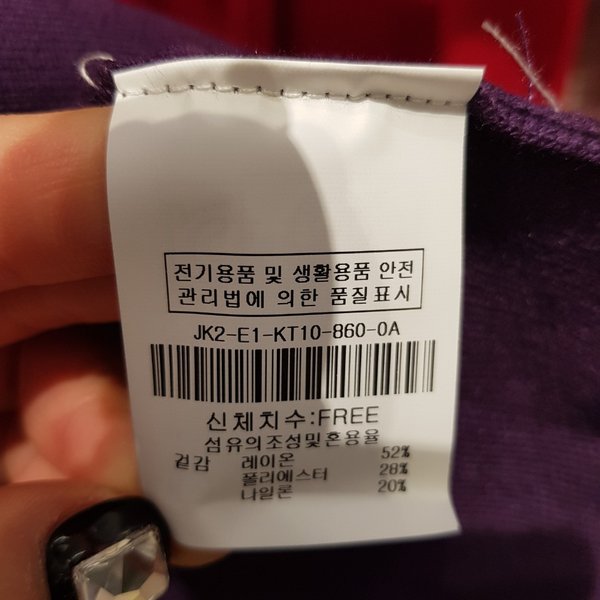 전기용품 및 생활용품 안전
관리법에 의한 품질표시
JK2-E1-KT10-860-0A
신체치수:FREE
섬유의조성및혼용율
겉감 레이온 52%
폴리에스터 28%
나일론 20%